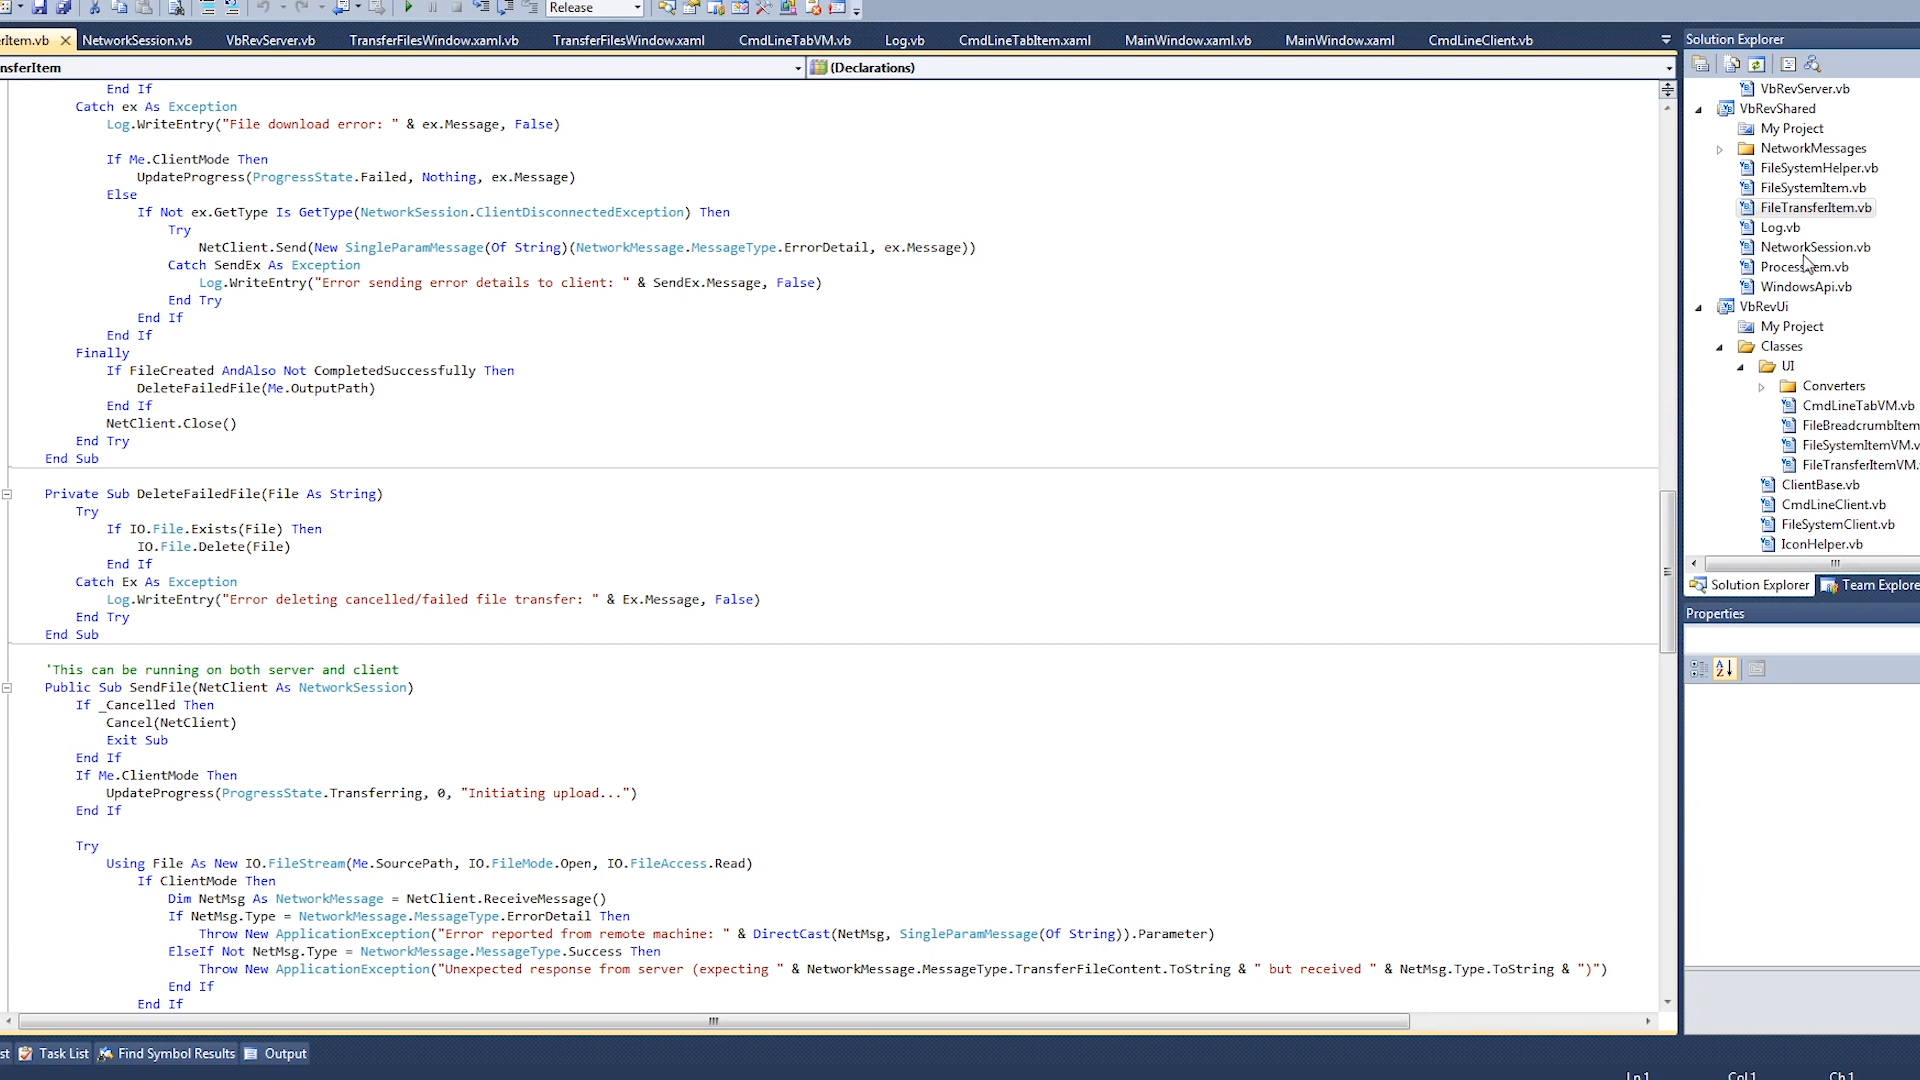 Release
rItem.vb
NetworkSession.vb
VbRevServer.vb
TransferFilesWindow.xaml.vb
TransferFilesWindow.xaml
CmdLineTabVM.vb
Log.vb
CmdLineTabItem.xaml
MainWindow.xaml.vb
MainWindow.xaml
CmdLineClient.vb
nsferItem
(Declarations)
End If
Catch ex As Exception
Log.WriteEntry("File download error: " & ex.Message, False)
If Me.ClientMode Then
UpdateProgress(ProgressState.Failed, Nothing, ex.Message)
Else
If Not ex.GetType Is GetType(NetworkSession.ClientDisconnectedException) Then
Try
NetClient.Send(New SingleParamMessage(Of String)(NetworkMessage.MessageType.ErrorDetail, ex.Message))
Catch SendEx As Exception
Log.WriteEntry("Error sending error details to client: " & SendEx.Message, False)
End Try
End If
End If
Finally
If FileCreated AndAlso Not CompletedSuccessfully Then
DeleteFailedFile(Me.OutputPath)
End If
NetClient.Close()
End Try
End Sub
Private Sub DeleteFailedFile(File As String)
Try
If IO.File.Exists(File) Then
IO.File.Delete(File)
End If
Catch Ex As Exception
Log.WriteEntry("Error deleting cancelled/failed file transfer: " & Ex.Message, False)
End Try
End Sub
'This can be running on both server and client
Public Sub SendFile(NetClient As NetworkSession)
If _Cancelled Then
Cancel(NetClient)
Exit Sub
End If
If Me.ClientMode Then
UpdateProgress(ProgressState.Transferring, 0, "Initiating upload...")
End If
Try
Using File As New IO.FileStream(Me.SourcePath, IO.FileMode.Open, IO.FileAccess.Read)
If ClientMode Then
Dim NetMsg As NetworkMessage = NetClient.ReceiveMessage()
If NetMsg.Type = NetworkMessage.MessageType.ErrorDetail Then
Throw New ApplicationException("Error reported from remote machine: " & DirectCast(NetMsg, SingleParamMessage(Of String)).Parameter)
ElseIf Not NetMsg.Type = NetworkMessage.MessageType.Success Then
Throw New ApplicationException("Unexpected response from server (expecting " & NetworkMessage.MessageType.TransferFileContent.ToString & " but received " & NetMsg.Type.ToString & ")")
End If
End If
Solution Explorer
VbRevServer.vb
VbRevShared
My Project
NetworkMessages
FileSystemHelper.vb
FileSystemItem.vb
FileTransferItem.vb
Log.vb
NetworkSession.vb
WindowsApi.vb
VbRevUi
My Project
Classes
UI
Converters
CmdLineTabVM.vb
FileBreadcrumbItem
FileSystemItemVM.v
FileTransferItemVM.
ClientBase.vb
CmdLineClient.vb
FileSystemClient.vb
IconHelper.vb
Solution Explorer
Team Explore
Properties
st
Task List
Find Symbol Results
Output
Ln 1
Col 1
Ch 1